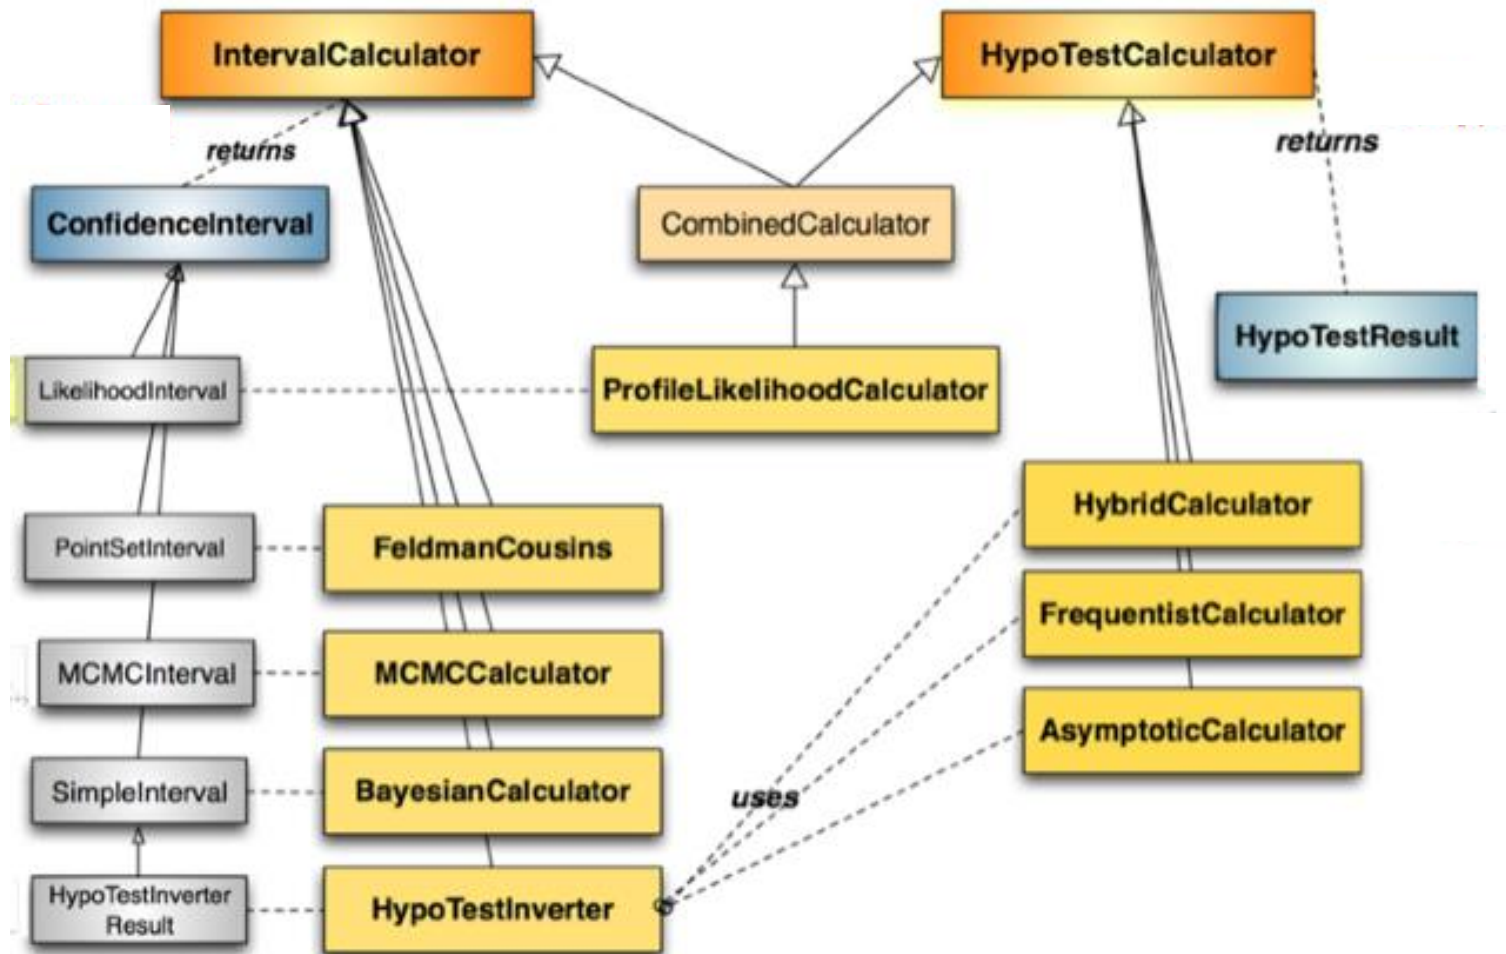 IntervalCalculator
HypoTestCalculator
returns
returns
ConfidenceInterval
CombinedCalculator
HypoTestResult
LikelihoodInterval
ProfileLikelihoodCalculator
HybridCalculator
PointSetInterval
FeldmanCousins
FrequentistCalculator
MCMCInterval
MCMCCalculator
AsymptoticCalculator
SimpleInterval
BayesianCalculator
uses
HypoTestInverter
Result
HypoTestInverter